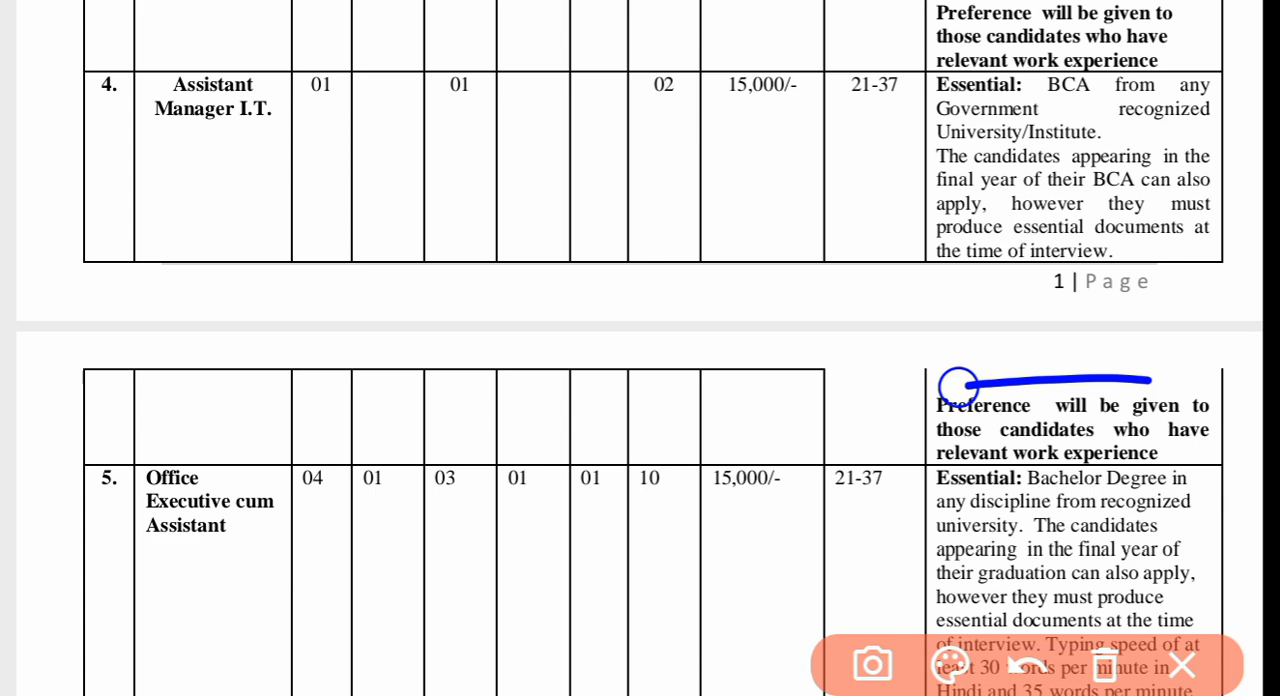 Preference will be given to
those candidates who have
relevant work experience
4. Assistant 01 01 02 15,000/- 21-37 Essential: BCA from any
Manager I.T. Government recognized
University/Institute.
The candidates appearing in the
final year of their BCA can also
apply, however they must
produce essential documents at
the time of interview.
1 | Page
Preference will be given to
those candidates who have
relevant work experience
5. Office 04 01 03 01 01 10 15,000/- 21-37 Essential: Bachelor Degree in
Executive cum any discipline from recognized
Assistant university. The candidates
appearing in the final year of
their graduation can also apply,
however they must produce
essential documents at the time
of interview. Typing speed of at
least 30 words per minute in
Hindi and 35 words per minute